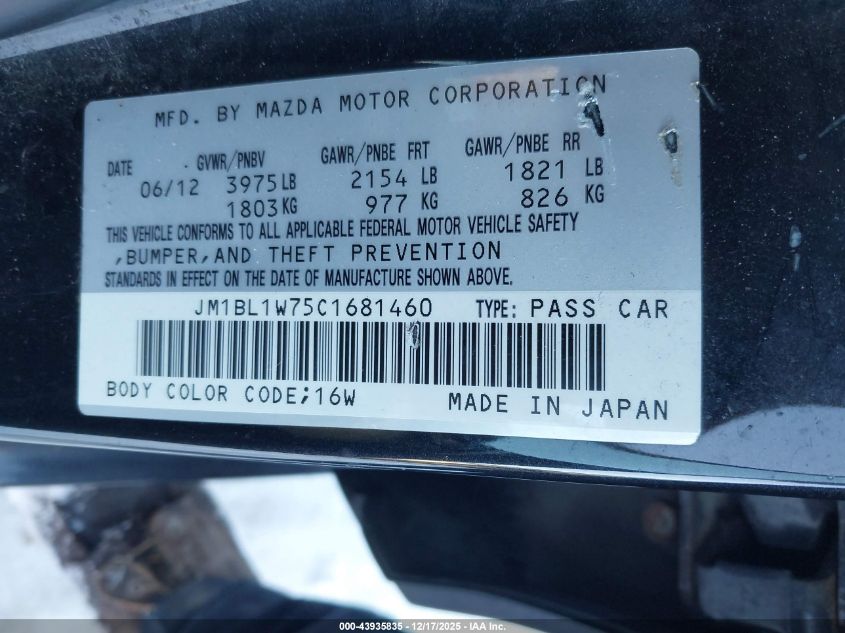 MFD. BY MAZDA MOTOR CORPORATION
DATE GVWR/PNBV GAWR/PNBE FRT GAWR/PNBE RR
06/12 3975 LB 2154 LB 1821 LB
1803 KG 977 KG 826 KG
THIS VEHICLE CONFORMS TO ALL APPLICABLE FEDERAL MOTOR VEHICLE SAFETY
,BUMPER,AND THEFT PREVENTION
STANDARDS IN EFFECT ON THE DATE OF MANUFACTURE SHOWN ABOVE.
JM1BL1W75C1681460 TYPE: PASS CAR
BODY COLOR CODE;16W MADE IN JAPAN
000-43935835 - 12/17/2025 - IAA Inc.